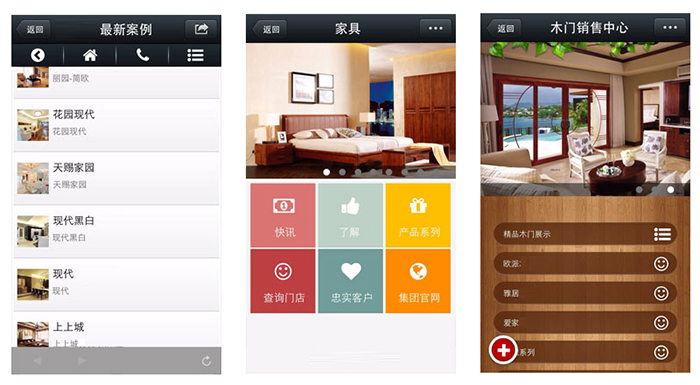 返回
最新案例
丽园-简欧
花园现代
花园现代
天赐家园
天赐家园
现代黑白
现代黑白
现代
现代
上上城
上上城
返回
家具
快讯
了解
产品系列
查询门店
忠实客户
集团官网
返回
木门销售中心
精品木门展示
欧派:
雅居
爱家
系列